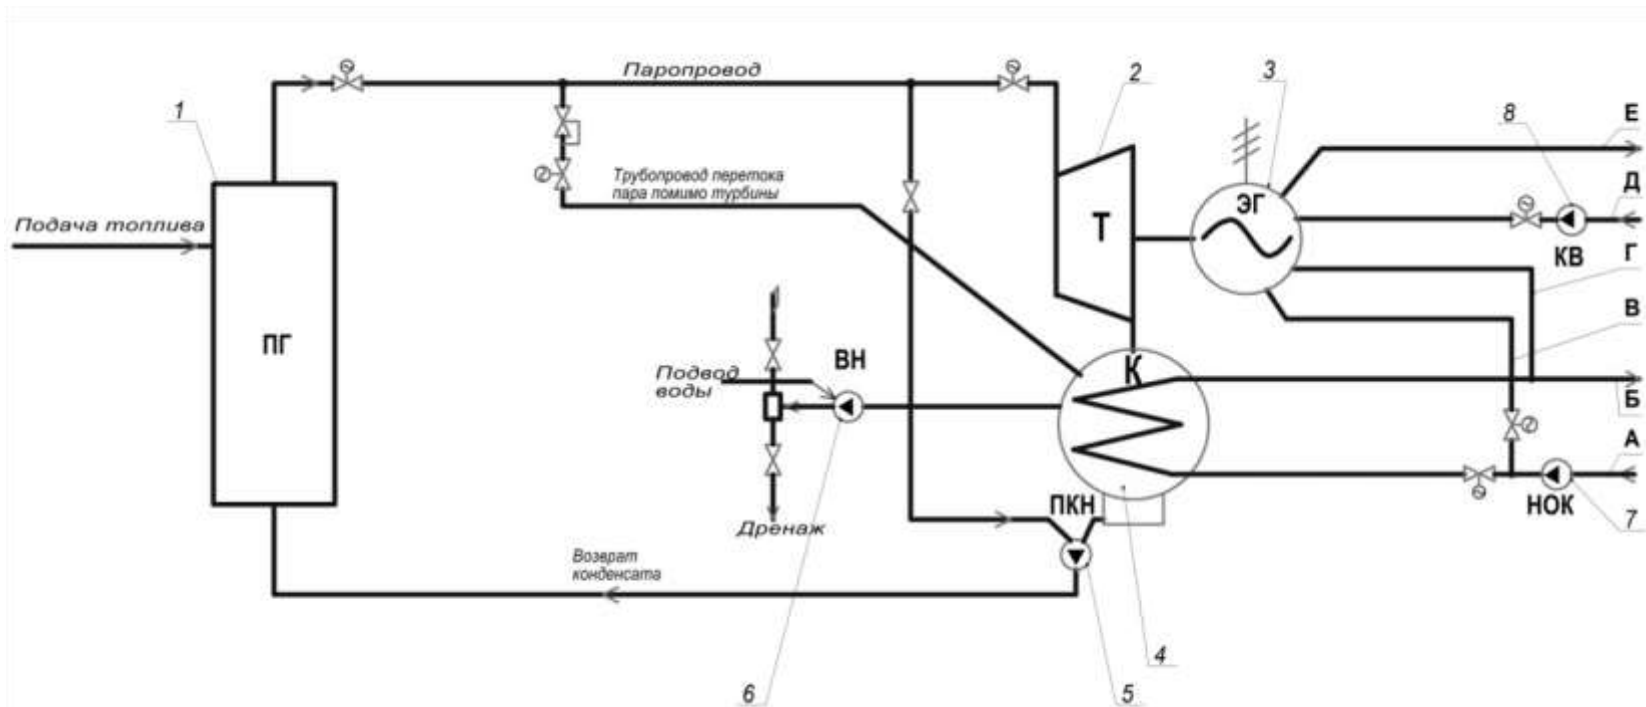 Паропровод
2
3
8
Е
1
Трубопровод перетока
пара помимо турбины
ЭГ
Д
Подача топлива
Т
КВ
Г
В
ПГ
ВН
К
Подвод
воды
Б
А
ПКН
НОК
7
Дренаж
Возврат
конденсата
4
6
5